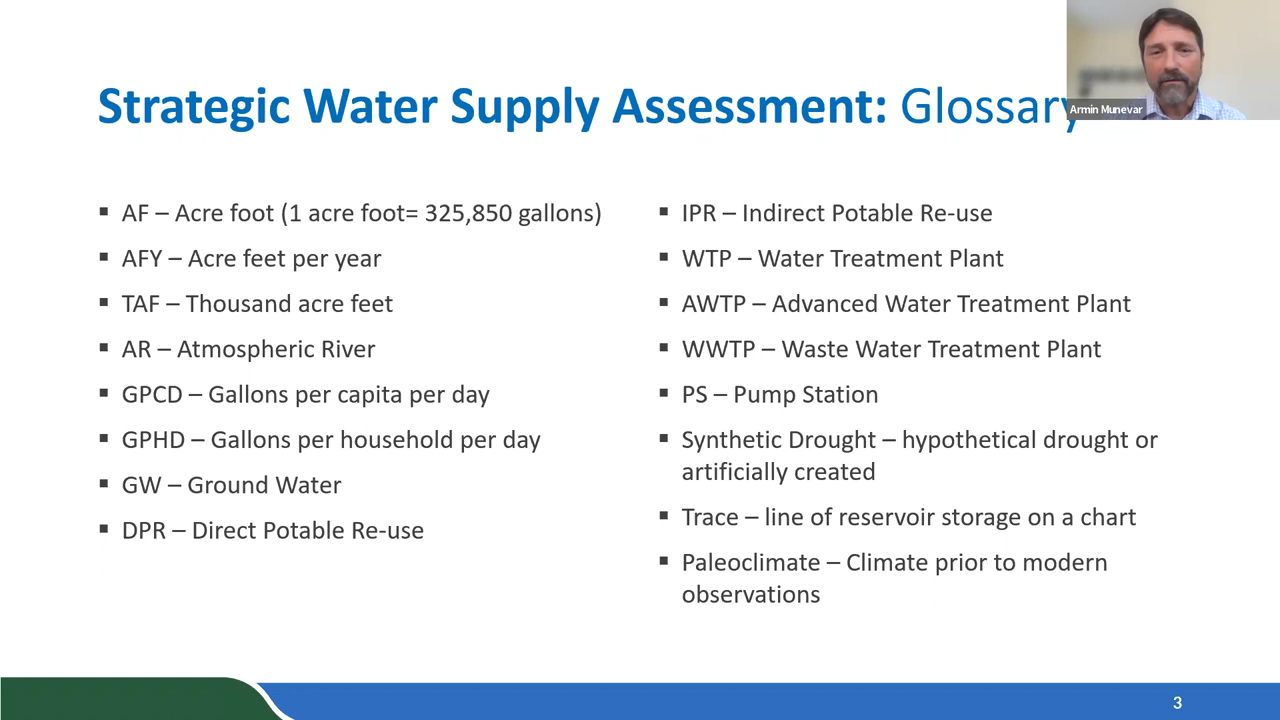 Strategic Water Supply Assessment: Glossary
Armin Munevar
▪ AF – Acre foot (1 acre foot= 325,850 gallons)
▪ AFY – Acre feet per year
▪ TAF – Thousand acre feet
▪ AR – Atmospheric River
▪ GPCD – Gallons per capita per day
▪ GPHD – Gallons per household per day
▪ GW – Ground Water
▪ DPR – Direct Potable Re-use
▪ IPR – Indirect Potable Re-use
▪ WTP – Water Treatment Plant
▪ AWTP – Advanced Water Treatment Plant
▪ WWTP – Waste Water Treatment Plant
▪ PS – Pump Station
▪ Synthetic Drought – hypothetical drought or
artificially created
▪ Trace – line of reservoir storage on a chart
▪ Paleoclimate – Climate prior to modern
observations
3